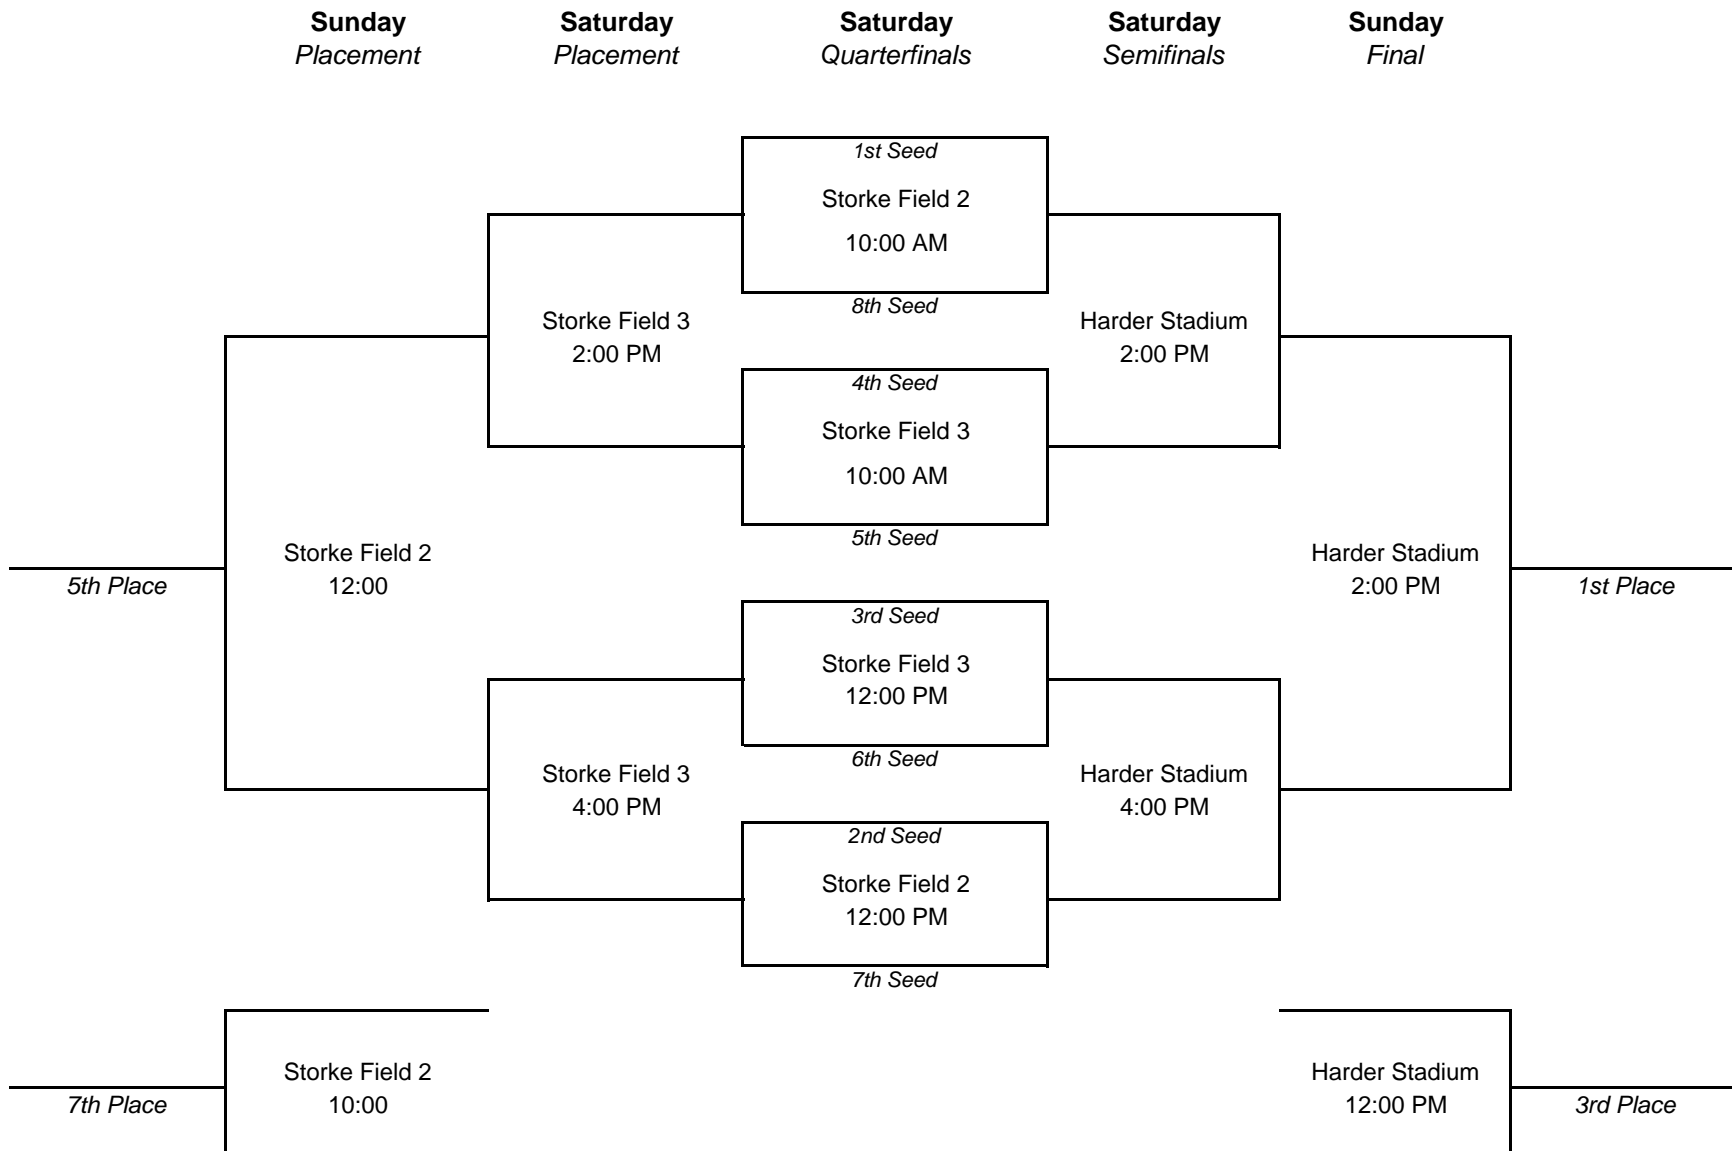 Sunday Saturday Saturday Saturday Sunday
Placement Placement Quarterfinals Semifinals Final
1st Seed
Storke Field 2
10:00 AM
8th Seed
Storke Field 3 Harder Stadium
2:00 PM 2:00 PM
4th Seed
Storke Field 3
10:00 AM
5th Seed
Storke Field 2 Harder Stadium
5th Place 12:00 2:00 PM 1st Place
3rd Seed
Storke Field 3
12:00 PM
6th Seed
Storke Field 3 Harder Stadium
4:00 PM 4:00 PM
2nd Seed
Storke Field 2
12:00 PM
7th Seed
Storke Field 2 Harder Stadium
7th Place 10:00 12:00 PM 3rd Place